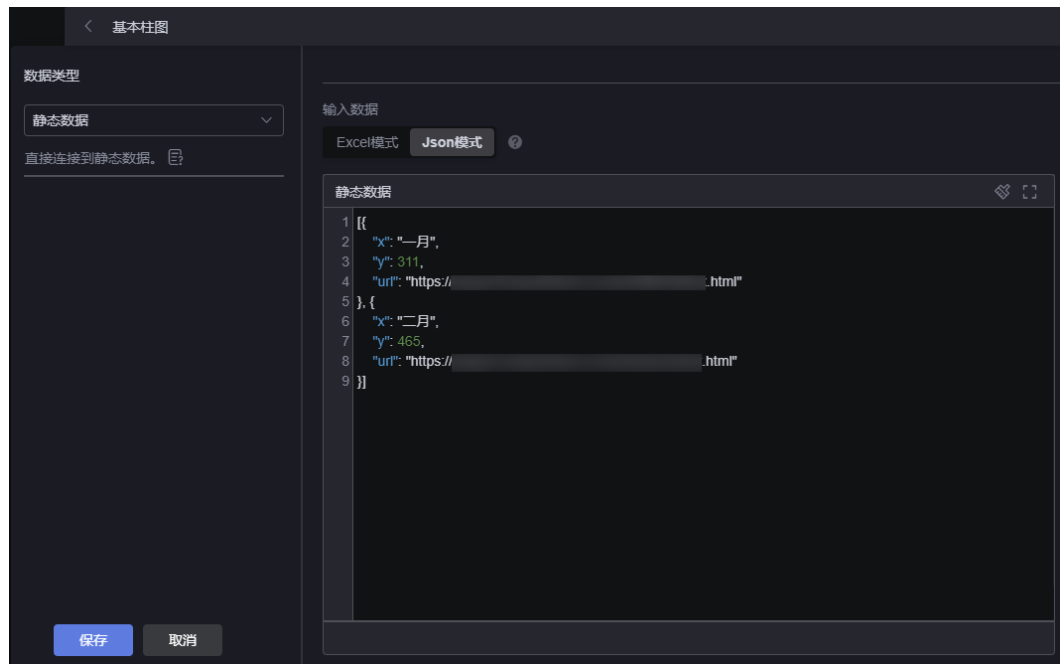 基本柱图
数据类型
静态数据
直接连接到静态数据。
输入数据
Excel模式 Json模式
静态数据
1 [{
2 "x": "一月",
3 "y": 311,
4 "url": "https:// .html"
5 }, {
6 "x": "二月",
7 "y": 465,
8 "url": "https:// .html"
9 }]
保存 取消